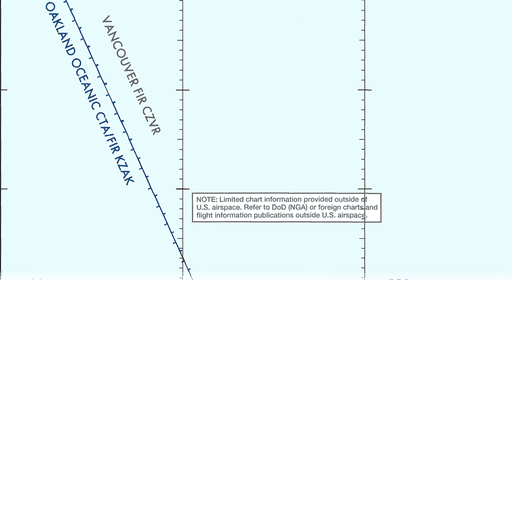 OAKLAND OCEANIC CTA/FIR KZAK
VANCOUVER FIR CZVR
NOTE: Limited chart information provided outside of
U.S. airspace. Refer to DoD (NGA) or foreign charts and
flight information publications outside U.S. airspace.